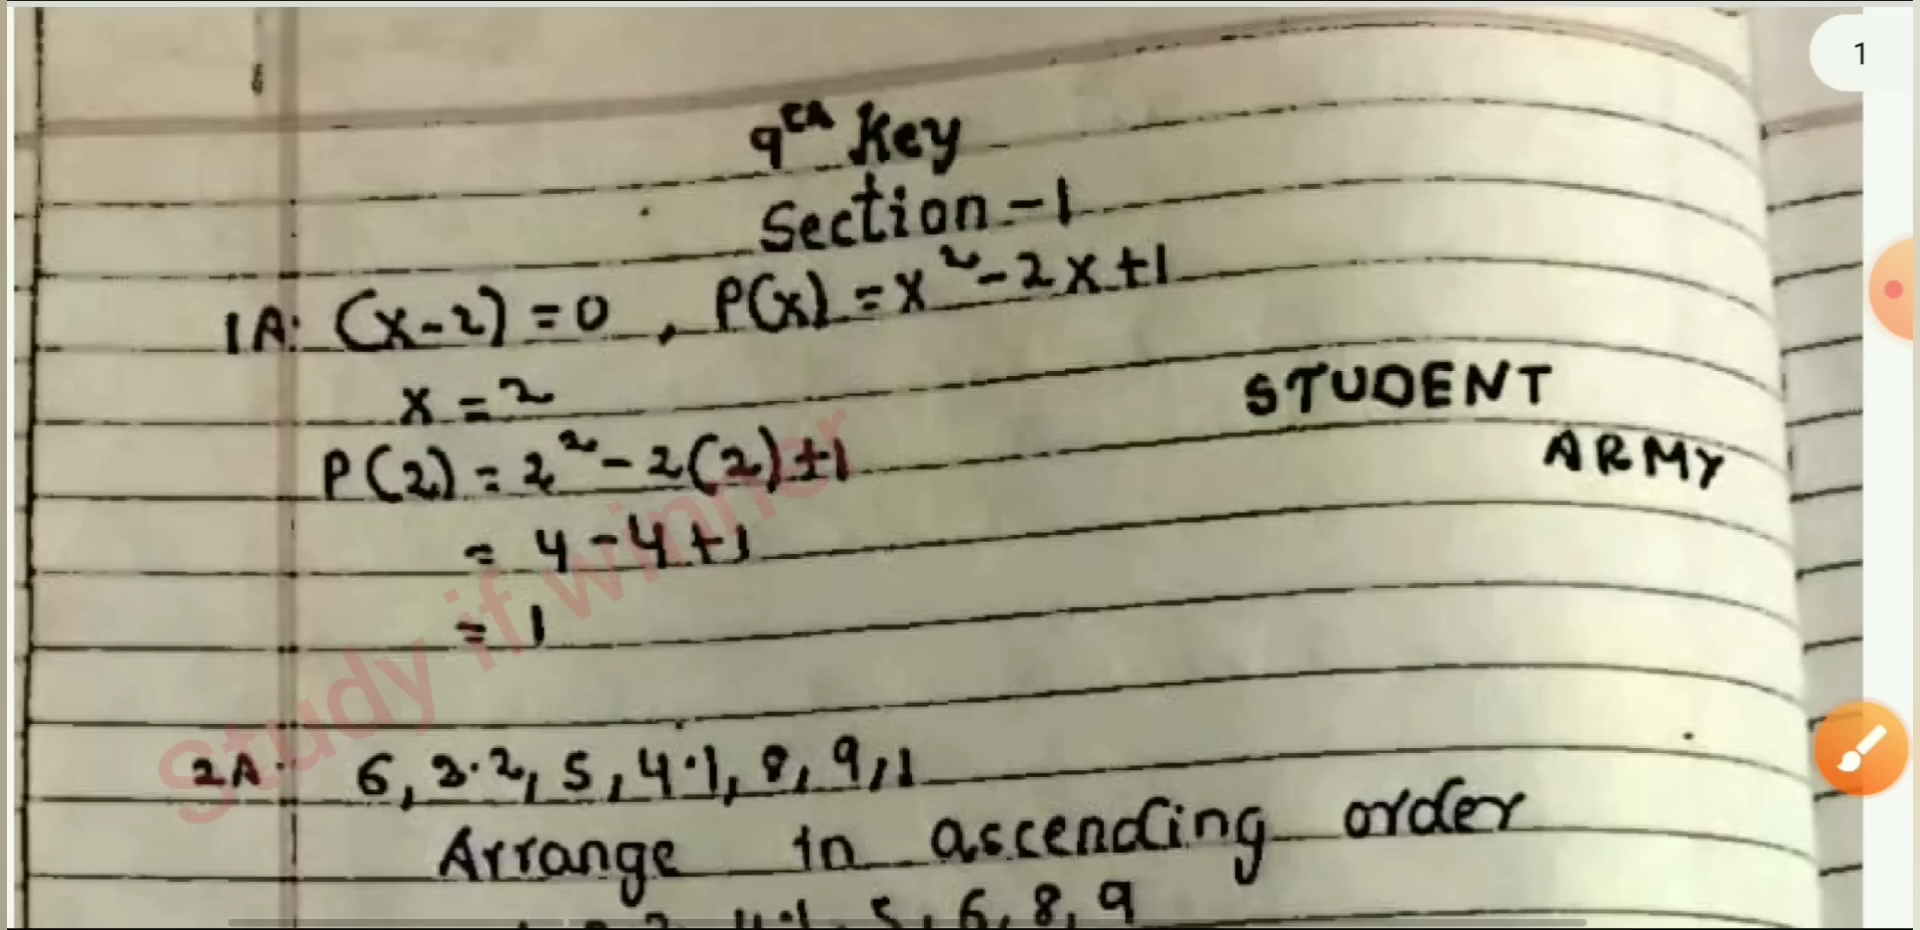 1
9th Key
Section-1
1A: (x-2)=0, P(x)=x²-2x+1
x=2
P(2)=2²-2(2)+1
= 4-4+1
= 1
STUDENT
ARMY
Study if winner
2A: 6, 3·2, 5, 4·1, 8, 9, 1
Arrange in ascending order
4·1, 5, 6, 8, 9